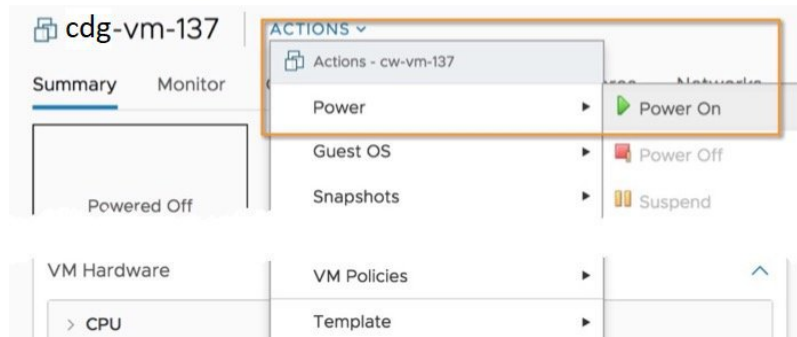 cdg-vm-137 ACTIONS
Actions - cw-vm-137
Summary Monitor Networks
Power Power On
Guest OS Power Off
Powered Off Snapshots Suspend
VM Hardware VM Policies
CPU Template